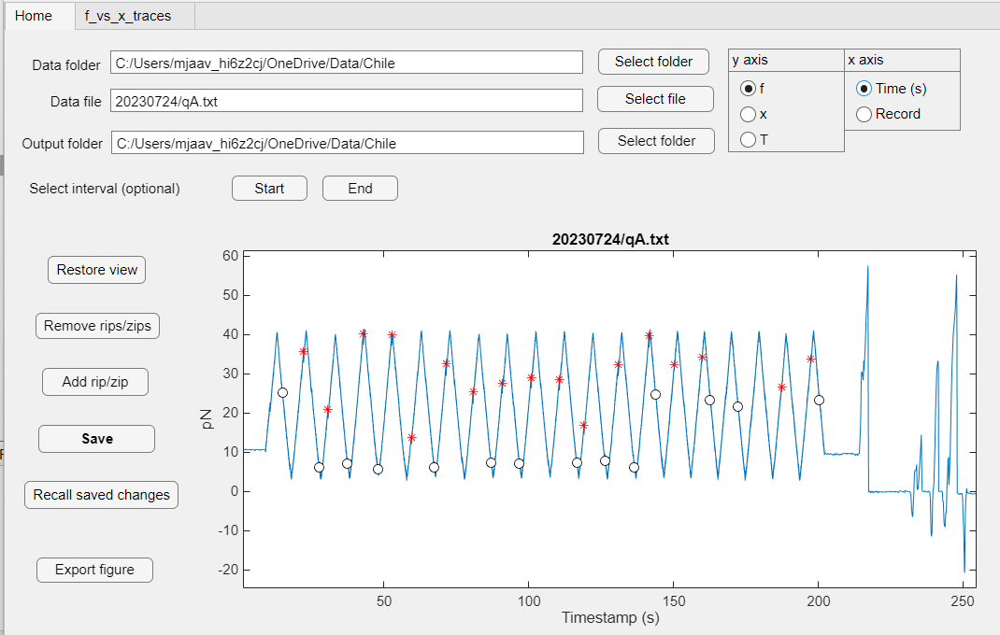 Home f_vs_x_traces
Data folder C:/Users/mjaav_hi6z2cj/OneDrive/Data/Chile Select folder
y axis x axis
f Time (s)
Data file 20230724/qA.txt Select file
x Record
Output folder C:/Users/mjaav_hi6z2cj/OneDrive/Data/Chile Select folder
T
Select interval (optional) Start End
20230724/qA.txt
Restore view
Remove rips/zips
Add rip/zip
Save
Recall saved changes
Export figure
pN
60
50
40
30
20
10
0
-10
-20
50 100 150 200 250
Timestamp (s)